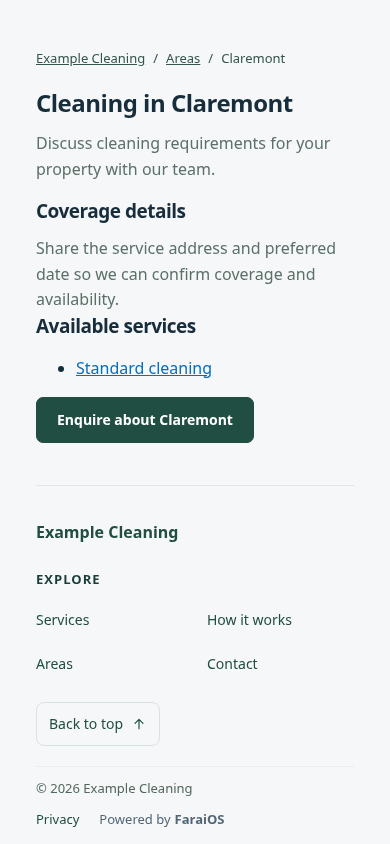 Example Cleaning / Areas / Claremont
Cleaning in Claremont
Discuss cleaning requirements for your
property with our team.
Coverage details
Share the service address and preferred
date so we can confirm coverage and
availability.
Available services
• Standard cleaning
Enquire about Claremont
Example Cleaning
EXPLORE
Services How it works
Areas Contact
Back to top ↑
© 2026 Example Cleaning
Privacy Powered by FaraiOS